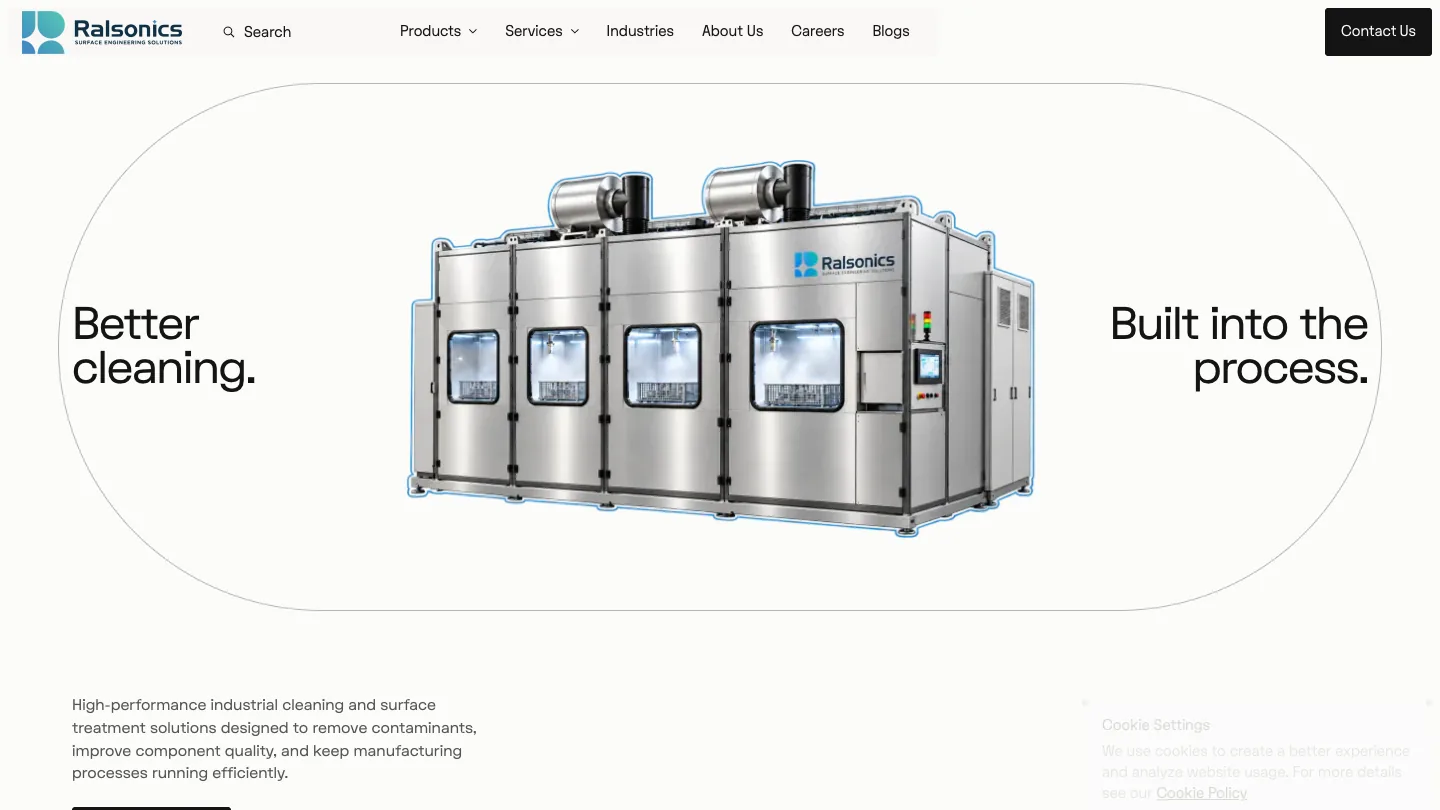 Ralsonics
SURFACE ENGINEERING SOLUTIONS
Search
Products
Services
Industries
About Us
Careers
Blogs
Contact Us
Ralsonics
SURFACE ENGINEERING SOLUTIONS
Better
cleaning.
Built into the
process.
High-performance industrial cleaning and surface
treatment solutions designed to remove contaminants,
improve component quality, and keep manufacturing
processes running efficiently.
Cookie Settings
We use cookies to create a better experience
and analyze website usage. For more details
see our Cookie Policy